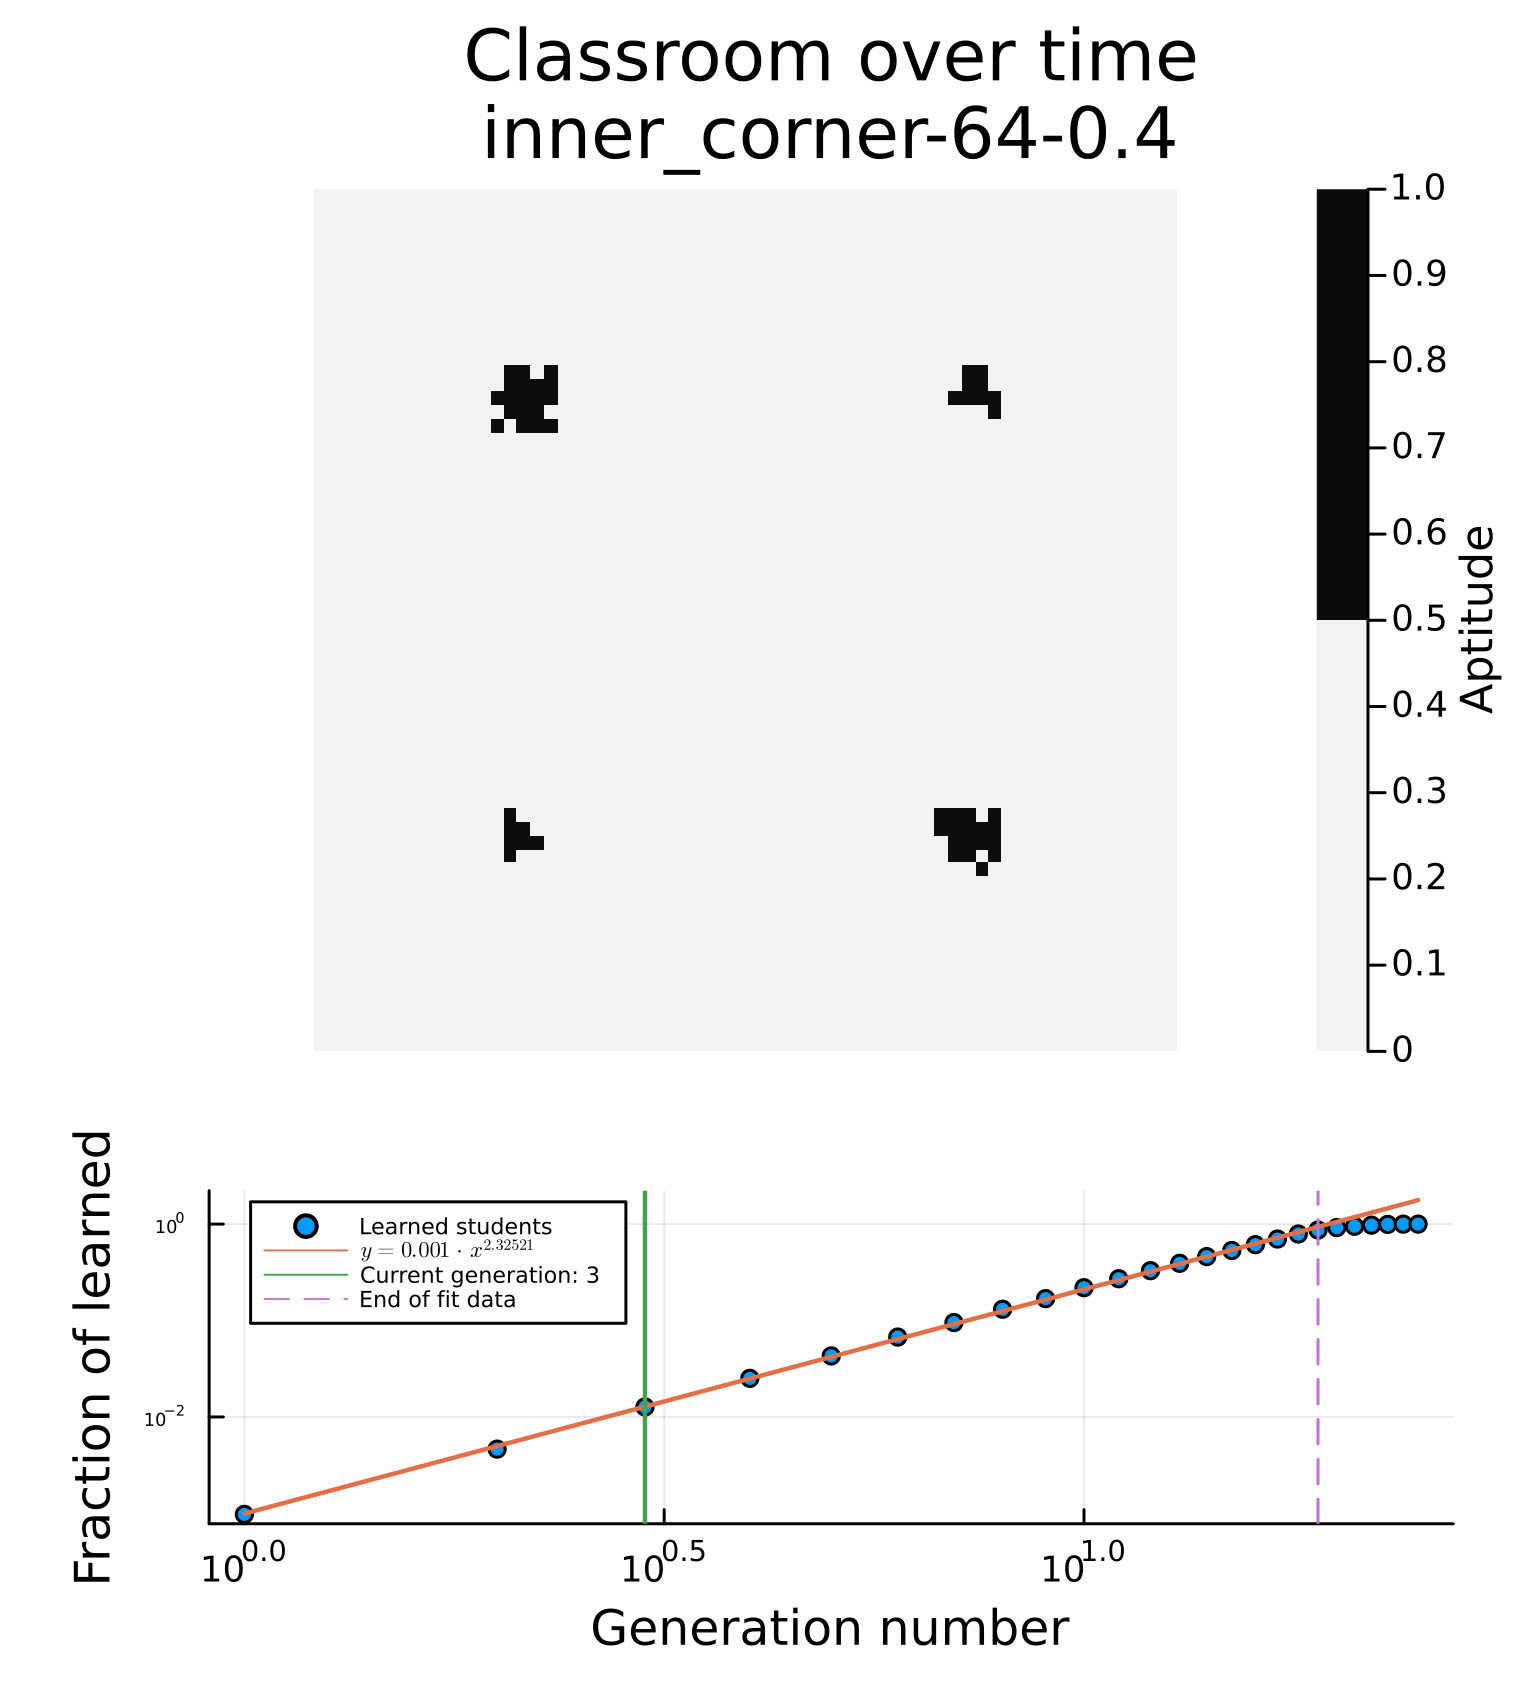 Classroom over time
inner_corner-64-0.4
1.0
0.9
0.8
0.7
0.6
0.5
0.4
0.3
0.2
0.1
0
Aptitude
Fraction of learned
10⁰
10⁻²
Learned students
y = 0.001 · x^2.32521
Current generation: 3
End of fit data
10^0.0
10^0.5
10^1.0
Generation number